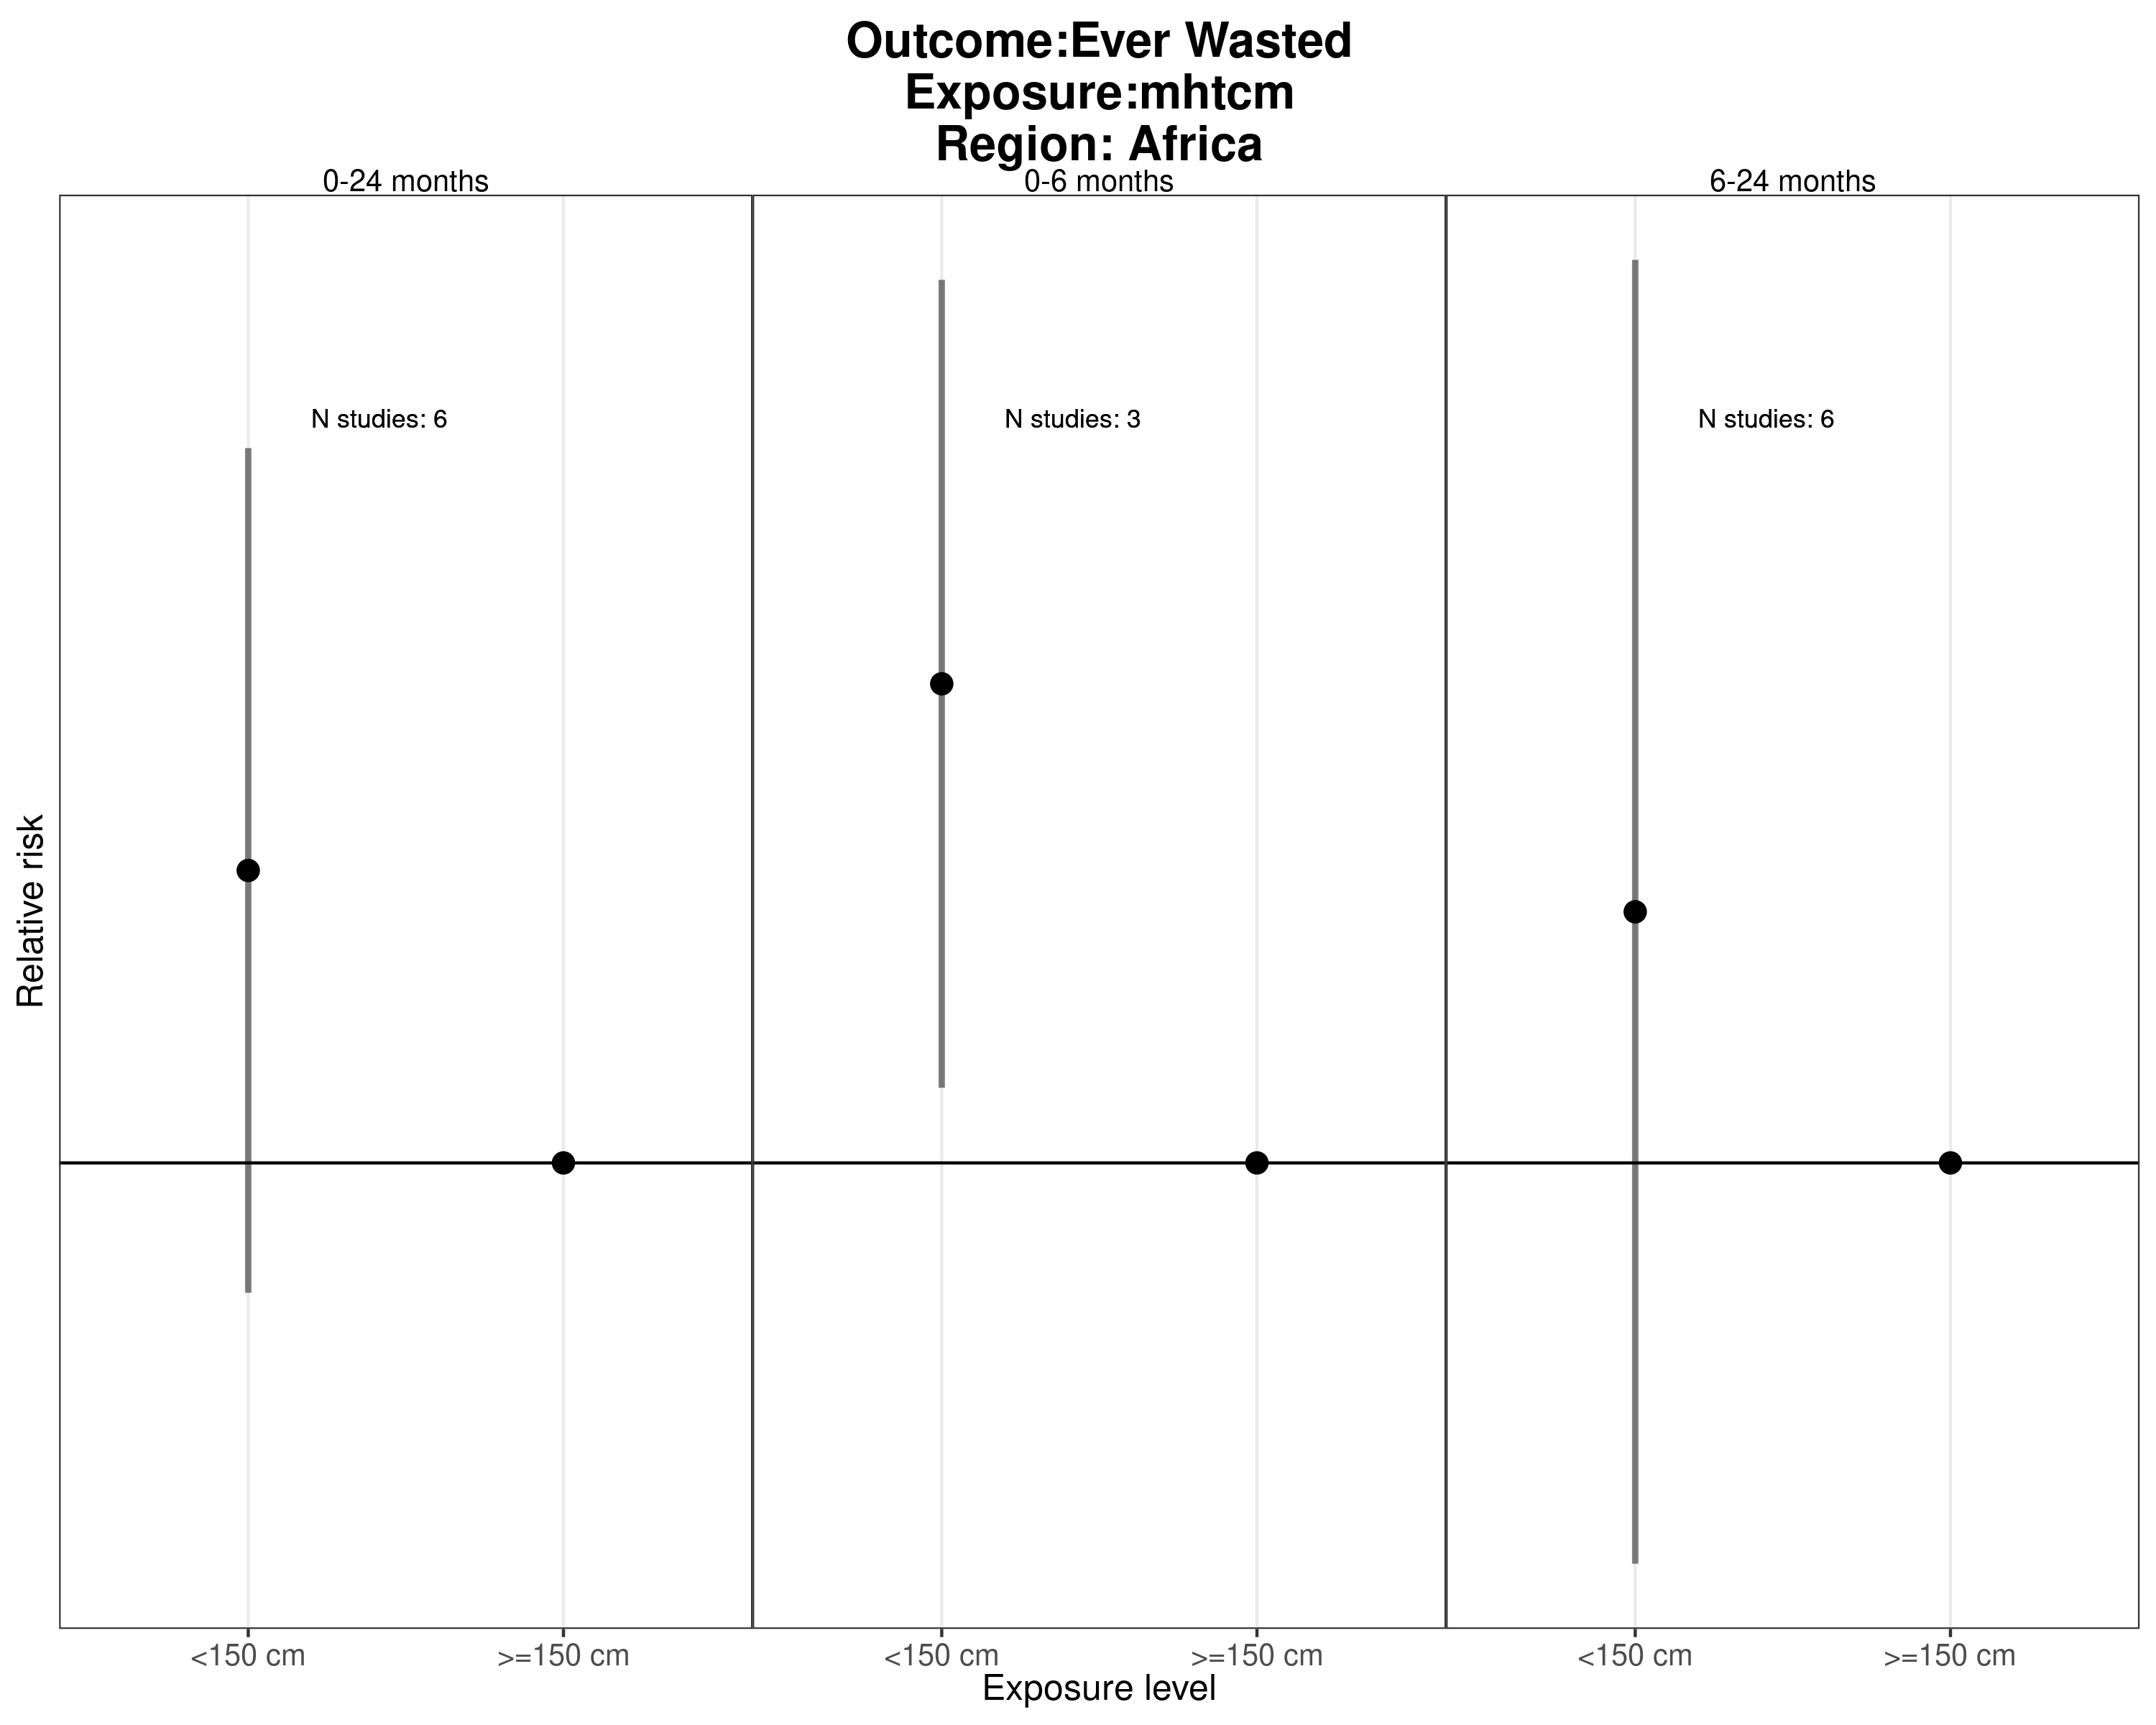 Outcome:Ever Wasted
Exposure:mhtcm
Region: Africa
0-24 months
0-6 months
6-24 months
N studies: 6
N studies: 3
N studies: 6
Relative risk
<150 cm
>=150 cm
<150 cm
>=150 cm
<150 cm
>=150 cm
Exposure level